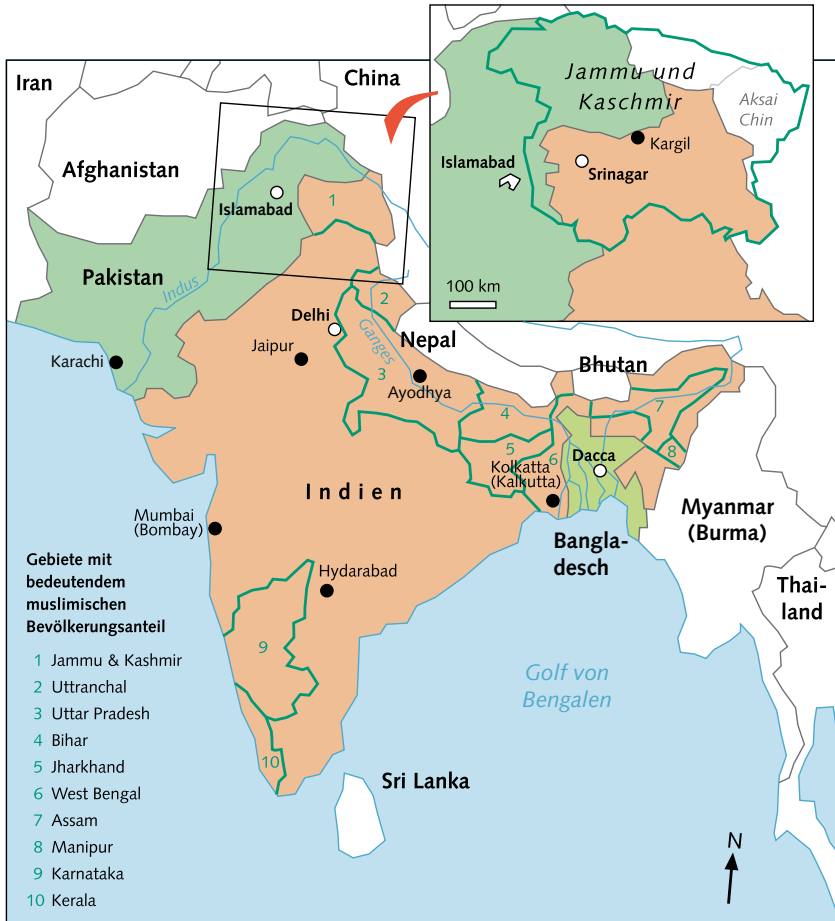 Iran
China
Afghanistan
Islamabad
1
Pakistan
Indus
Jammu und
Kaschmir
Aksai
Chin
Kargil
Islamabad
Srinagar
100 km
2
Delhi
Ganges
Nepal
Jaipur
Karachi
3
Ayodhya
Bhutan
4
7
5
6
8
Kolkatta
(Kalkutta)
Dacca
Indien
Mumbai
(Bombay)
Myanmar
(Burma)
Bangla-
desch
Thai-
land
Hydarabad
9
Golf von
Bengalen
10
Sri Lanka
N
Gebiete mit
bedeutendem
muslimischen
Bevölkerungsanteil
1 Jammu & Kashmir
2 Uttranchal
3 Uttar Pradesh
4 Bihar
5 Jharkhand
6 West Bengal
7 Assam
8 Manipur
9 Karnataka
10 Kerala